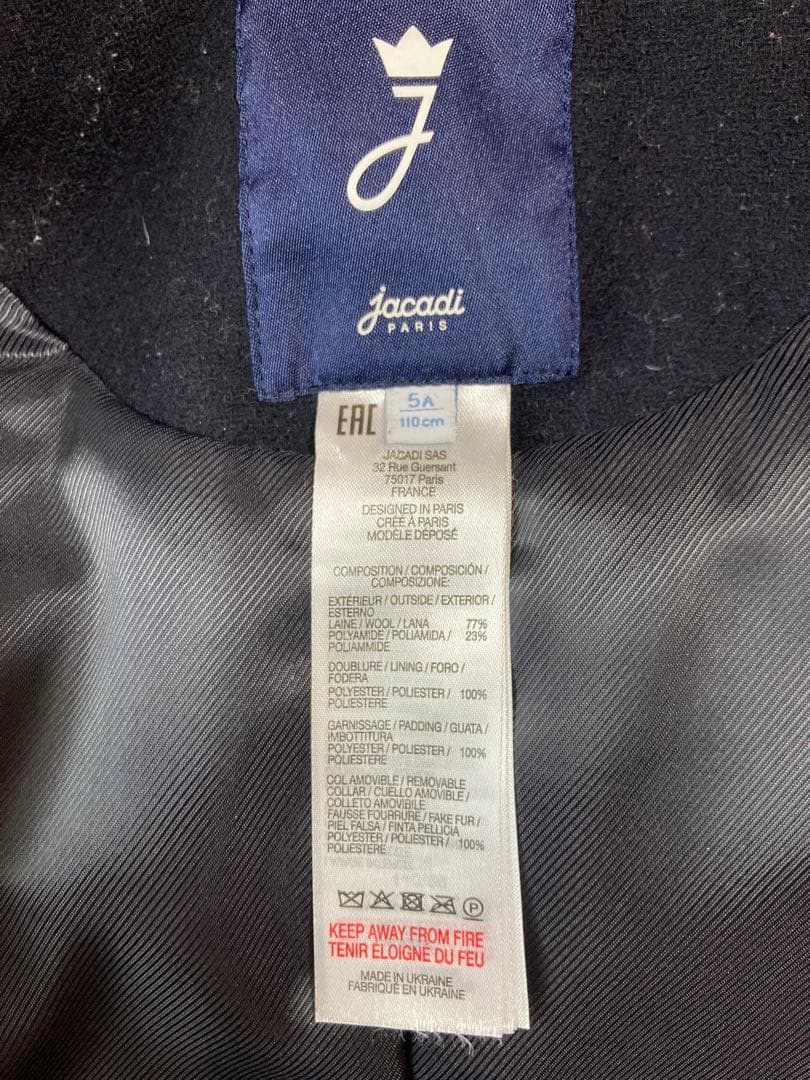 J
jacadi
PARIS
EAC
5A
110cm
JACADI SAS
32 Rue Guersant
75017 Paris
FRANCE
DESIGNED IN PARIS
CRÉÉ À PARIS
MODÈLE DÉPOSÉ
COMPOSITION / COMPOSICIÓN /
COMPOSIZIONE:
EXTÉRIEUR / OUTSIDE / EXTERIOR /
ESTERNO
LAINE / WOOL / LANA 77%
POLYAMIDE / POLIAMIDA / 23%
POLIAMMIDE
DOUBLURE / LINING / FORO /
FODERA
POLYESTER / POLIESTER / 100%
POLIESTERE
GARNISSAGE / PADDING / GUATA /
IMBOTTITURA
POLYESTER / POLIESTER / 100%
POLIESTERE
COL AMOVIBLE / REMOVABLE
COLLAR / CUELLO AMOVIBLE /
COLLETO AMOVIBILE
FAUSSE FOURRURE / FAKE FUR /
PIEL FALSA / FINTA PELLICIA
POLYESTER / POLIESTER / 100%
POLIESTERE
P
KEEP AWAY FROM FIRE
TENIR ELOIGNE DU FEU
MADE IN UKRAINE
FABRIQUÉ EN UKRAINE